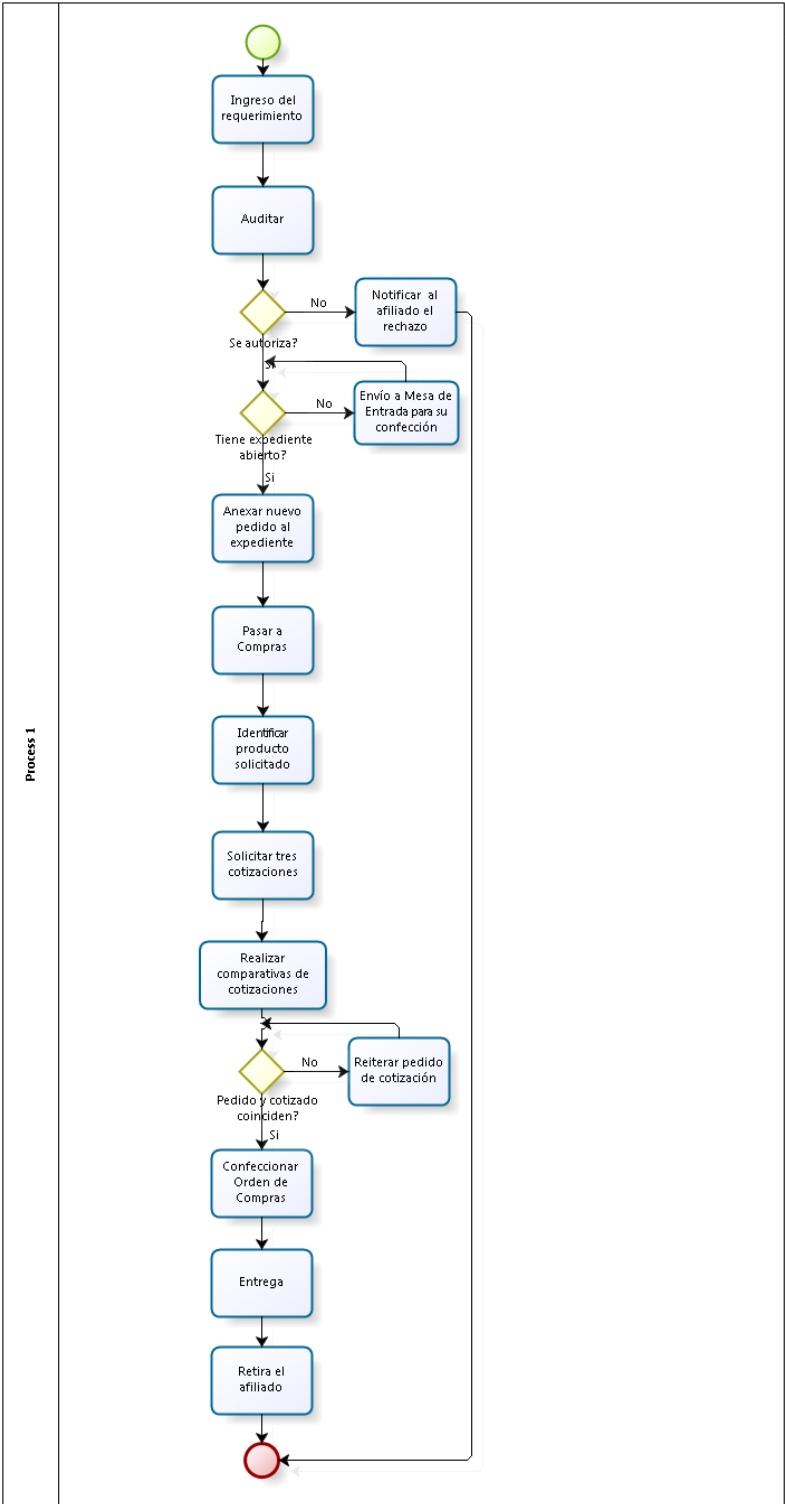 Process 1
Ingreso del
requerimiento
Auditar
No
Notificar al
afiliado el
rechazo
Se autoriza?
Si
No
Envío a Mesa de
Entrada para su
confección
Tiene expediente
abierto?
Si
Anexar nuevo
pedido al
expediente
Pasar a
Compras
Identificar
producto
solicitado
Solicitar tres
cotizaciones
Realizar
comparativas de
cotizaciones
No
Reiterar pedido
de cotización
Pedido y cotizado
coinciden?
Si
Confeccionar
Orden de
Compras
Entrega
Retira el
afiliado